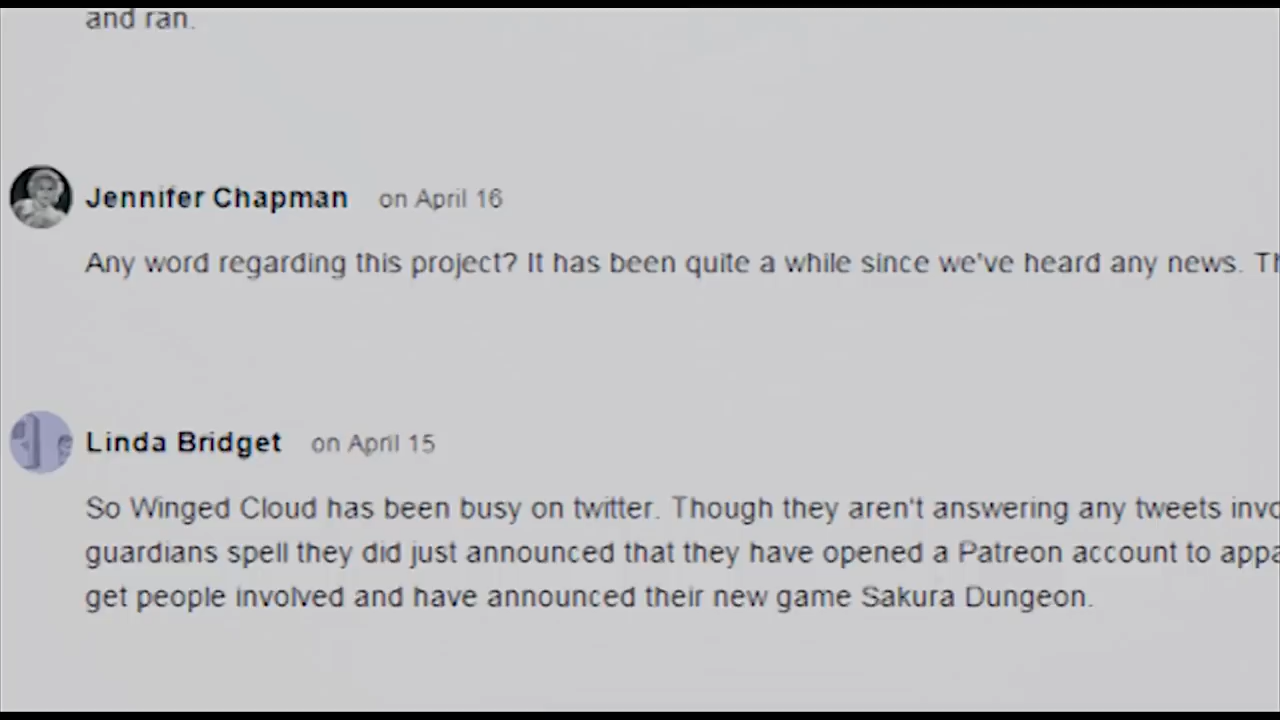 and ran.
Jennifer Chapman on April 16
Any word regarding this project? It has been quite a while since we've heard any news. Th
Linda Bridget on April 15
So Winged Cloud has been busy on twitter. Though they aren't answering any tweets invo
guardians spell they did just announced that they have opened a Patreon account to appa
get people involved and have announced their new game Sakura Dungeon.